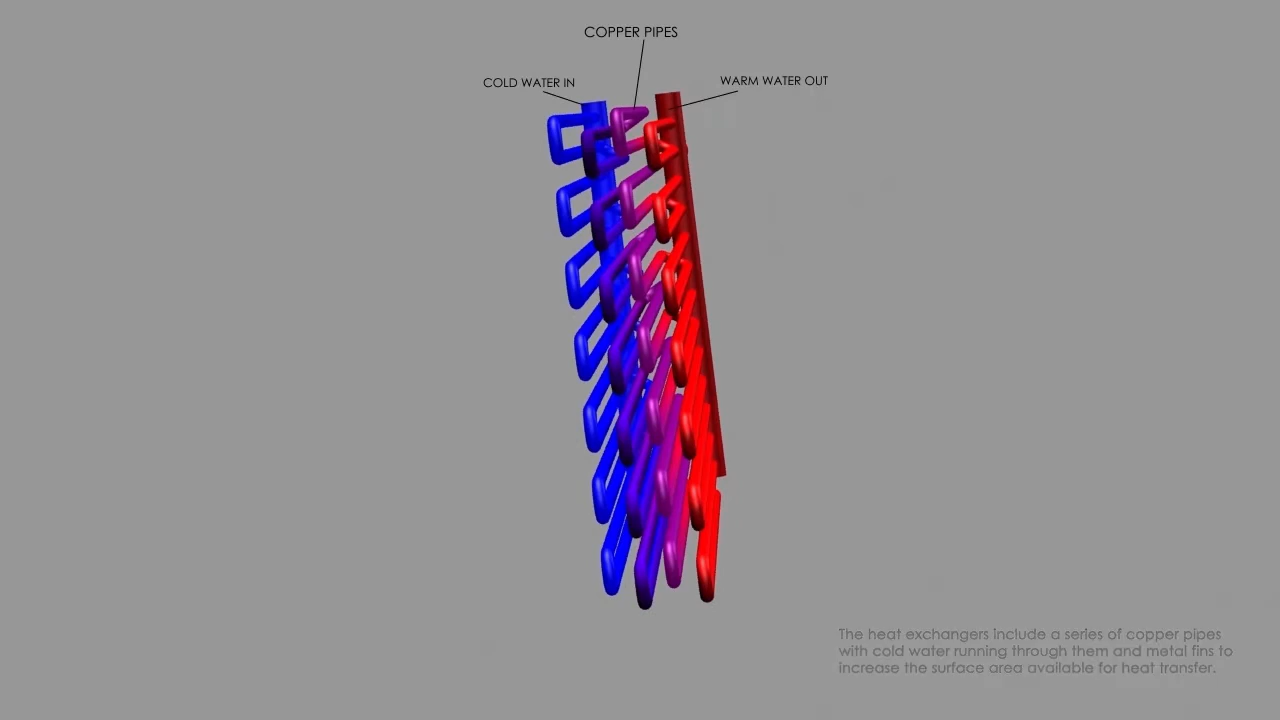 COPPER PIPES
COLD WATER IN
WARM WATER OUT
The heat exchangers include a series of copper pipes
with cold water running through them and metal fins to
increase the surface area available for heat transfer.